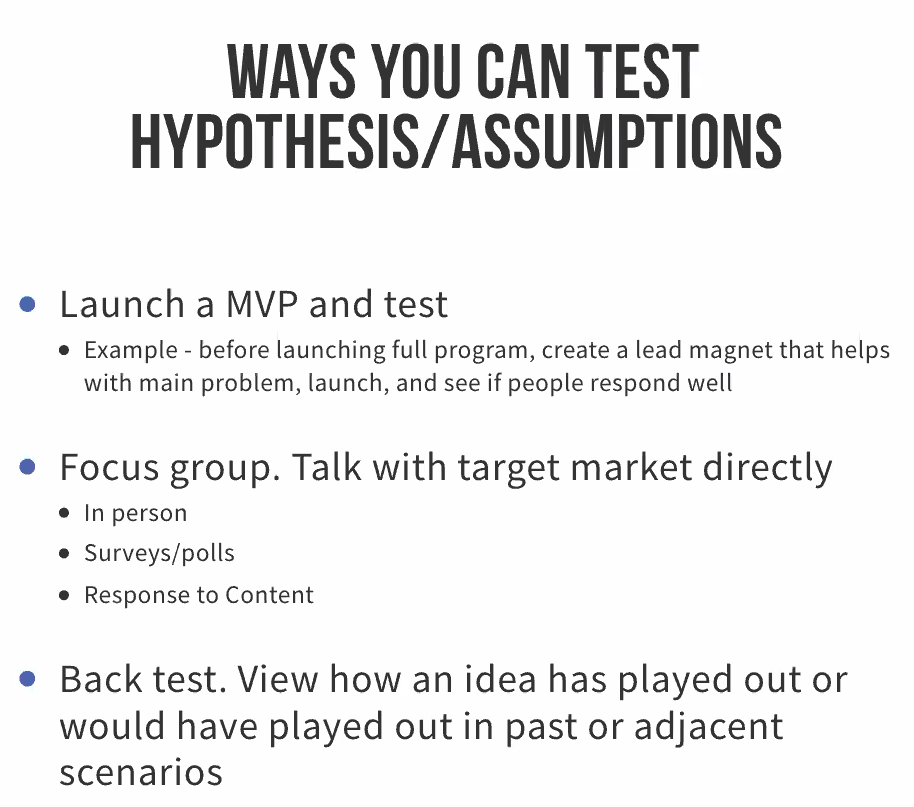 WAYS YOU CAN TEST
HYPOTHESIS/ASSUMPTIONS
Launch a MVP and test
Example - before launching full program, create a lead magnet that helps
with main problem, launch, and see if people respond well
Focus group. Talk with target market directly
In person
Surveys/polls
Response to Content
Back test. View how an idea has played out or
would have played out in past or adjacent
scenarios